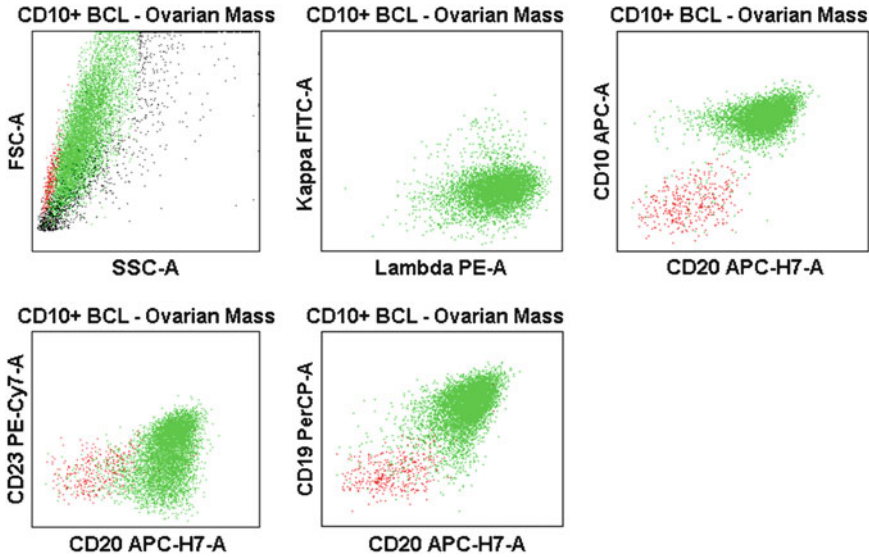 CD10+ BCL - Ovarian Mass
FSC-A
SSC-A
CD10+ BCL - Ovarian Mass
Kappa FITC-A
Lambda PE-A
CD10+ BCL - Ovarian Mass
CD10 APC-A
CD20 APC-H7-A
CD10+ BCL - Ovarian Mass
CD23 PE-Cy7-A
CD20 APC-H7-A
CD10+ BCL - Ovarian Mass
CD19 PerCP-A
CD20 APC-H7-A